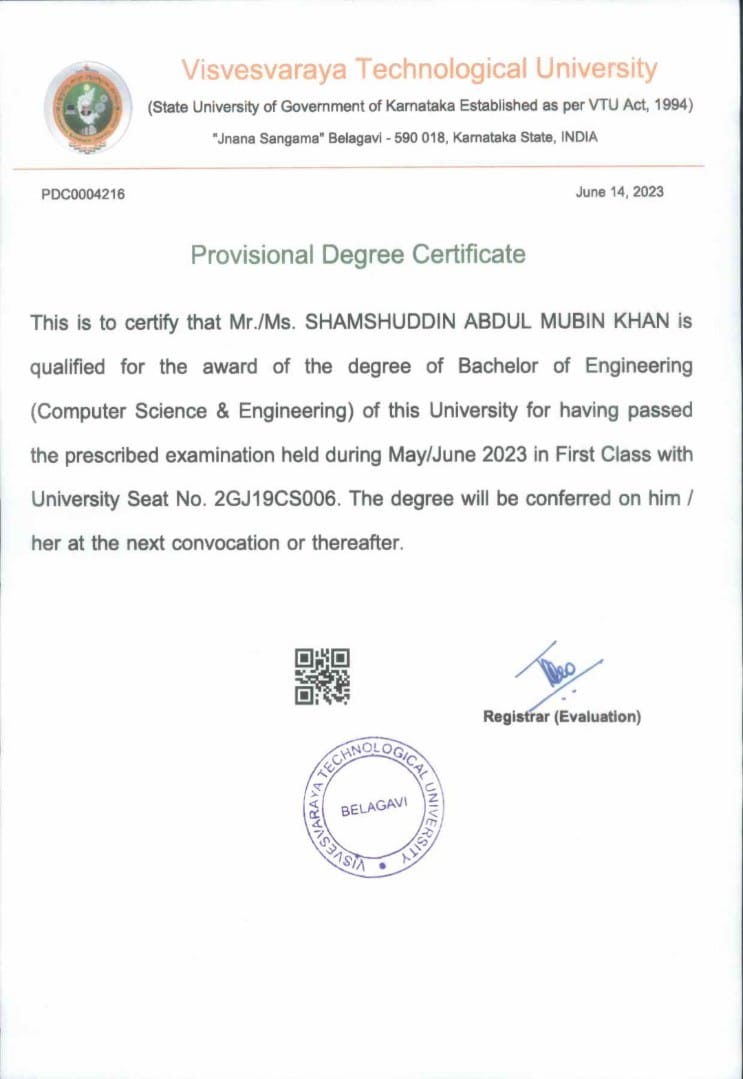 Visvesvaraya Technological University
(State University of Government of Karnataka Established as per VTU Act, 1994)
"Jnana Sangama" Belagavi - 590 018, Karnataka State, INDIA
PDC0004216 June 14, 2023
Provisional Degree Certificate
This is to certify that Mr./Ms. SHAMSHUDDIN ABDUL MUBIN KHAN is
qualified for the award of the degree of Bachelor of Engineering
(Computer Science & Engineering) of this University for having passed
the prescribed examination held during May/June 2023 in First Class with
University Seat No. 2GJ19CS006. The degree will be conferred on him /
her at the next convocation or thereafter.
Registrar (Evaluation)
VISVESVARAYA TECHNOLOGICAL UNIVERSITY
BELAGAVI